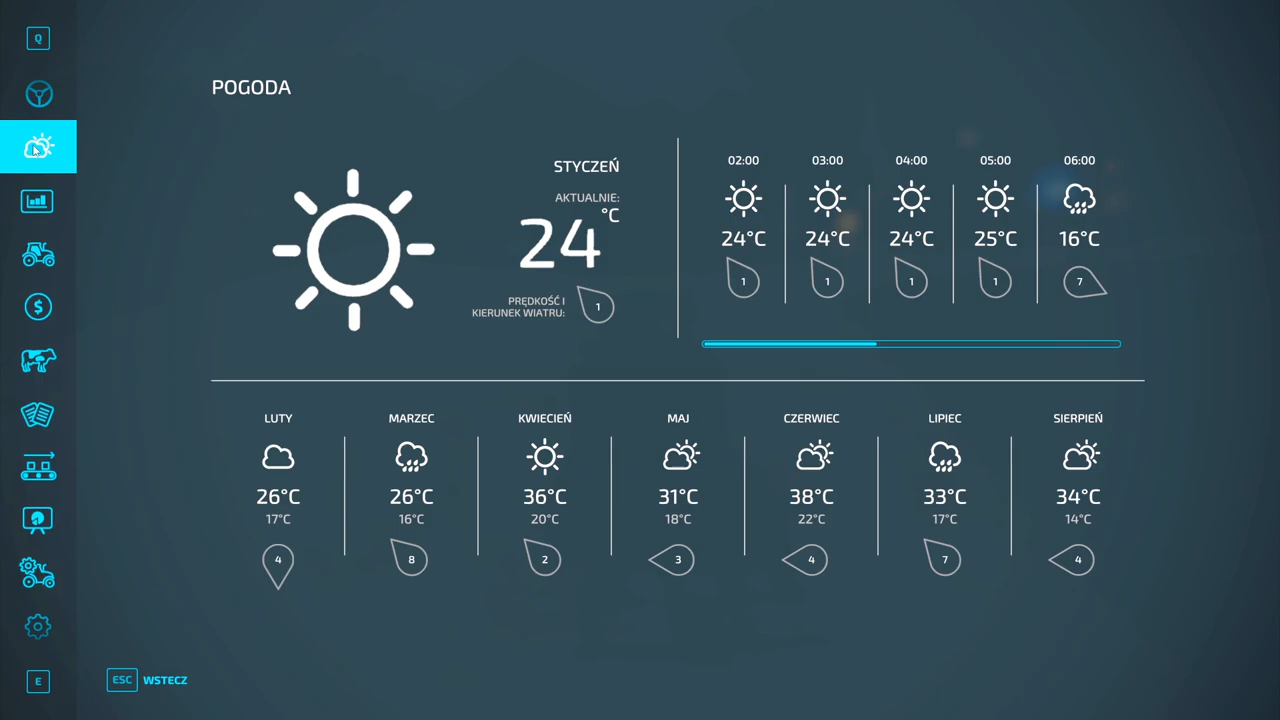 Q
POGODA
STYCZEŃ
AKTUALNIE:
24 °C
PRĘDKOŚĆ I
KIERUNEK WIATRU:
1
02:00 03:00 04:00 05:00 06:00
24°C 24°C 24°C 25°C 16°C
1 1 1 1 7
$
LUTY MARZEC KWIECIEŃ MAJ CZERWIEC LIPIEC SIERPIEŃ
26°C 26°C 36°C 31°C 38°C 33°C 34°C
17°C 16°C 20°C 18°C 22°C 17°C 14°C
4 8 2 3 4 7 4
E
ESC WSTECZ